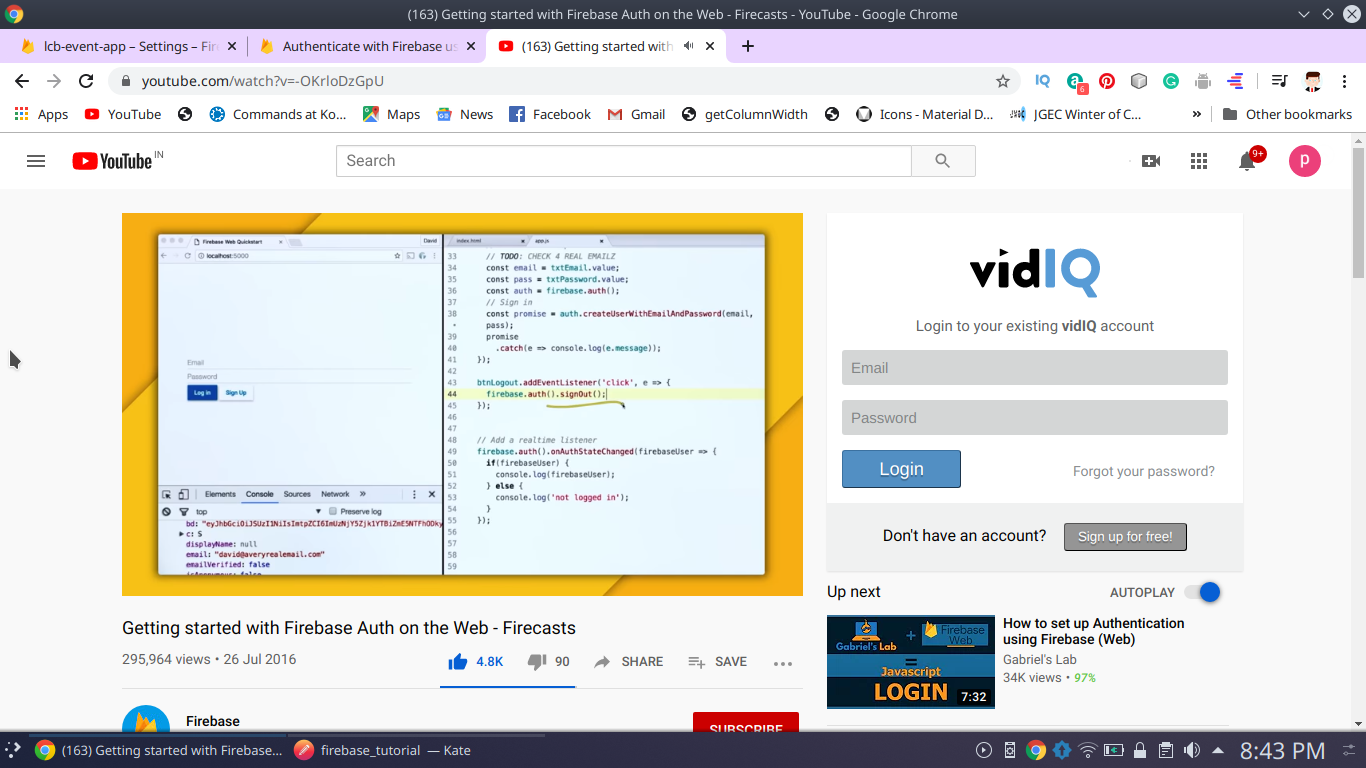 (163) Getting started with Firebase Auth on the Web - Firecasts - YouTube - Google Chrome
lcb-event-app – Settings – Fir
Authenticate with Firebase us
(163) Getting started with
youtube.com/watch?v=-OKrloDzGpU
IQ
6
Apps
YouTube
Commands at Ko...
Maps
News
Facebook
Gmail
getColumnWidth
Icons - Material D...
JGEC Winter of C...
»
Other bookmarks
YouTube IN
Search
9+
p
Firebase Web Quickstart
David
localhost:5000
Email
Password
Log in
Sign Up
Elements Console Sources Network »
top
Preserve log
c: S
displayName: null
email: "david@averyrealemail.com"
emailVerified: false
index.html
app.js
33 // TODO: CHECK 4 REAL EMAILZ
34 const email = txtEmail.value;
35 const pass = txtPassword.value;
36 const auth = firebase.auth();
37 // Sign in
38 const promise = auth.createUserWithEmailAndPassword(email,
pass);
39 promise
40 .catch(e => console.log(e.message));
41 });
42
43 btnLogout.addEventListener('click', e => {
44 firebase.auth().signOut();
45 });
46
47
48 // Add a realtime listener
49 firebase.auth().onAuthStateChanged(firebaseUser => {
50 if(firebaseUser) {
51 console.log(firebaseUser);
52 } else {
53 console.log('not logged in');
54 }
55 });
56
57
58
59
Getting started with Firebase Auth on the Web - Firecasts
295,964 views • 26 Jul 2016
4.8K
90
SHARE
SAVE
Firebase
SUBSCRIBE
vidIQ
Login to your existing vidIQ account
Email
Password
Login
Forgot your password?
Don't have an account?
Sign up for free!
Up next
AUTOPLAY
Gabriel's Lab
+
Firebase Web
=
Javascript
LOGIN
7:32
How to set up Authentication
using Firebase (Web)
Gabriel's Lab
34K views • 97%
(163) Getting started with Firebase...
firebase_tutorial — Kate
8:43 PM